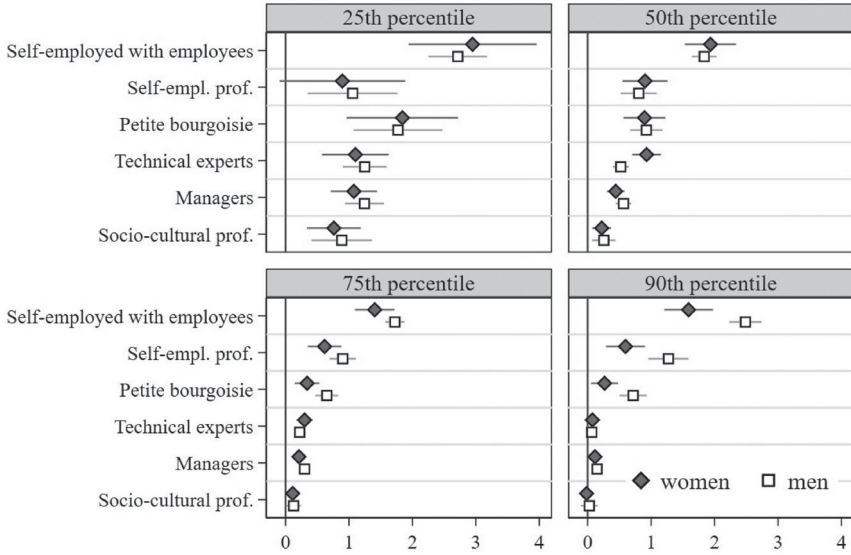 25th percentile
50th percentile
Self-employed with employees
Self-empl. prof.
Petite bourgoisie
Technical experts
Managers
Socio-cultural prof.
75th percentile
90th percentile
Self-employed with employees
Self-empl. prof.
Petite bourgoisie
Technical experts
Managers
Socio-cultural prof.
women men
0 1 2 3 4
0 1 2 3 4